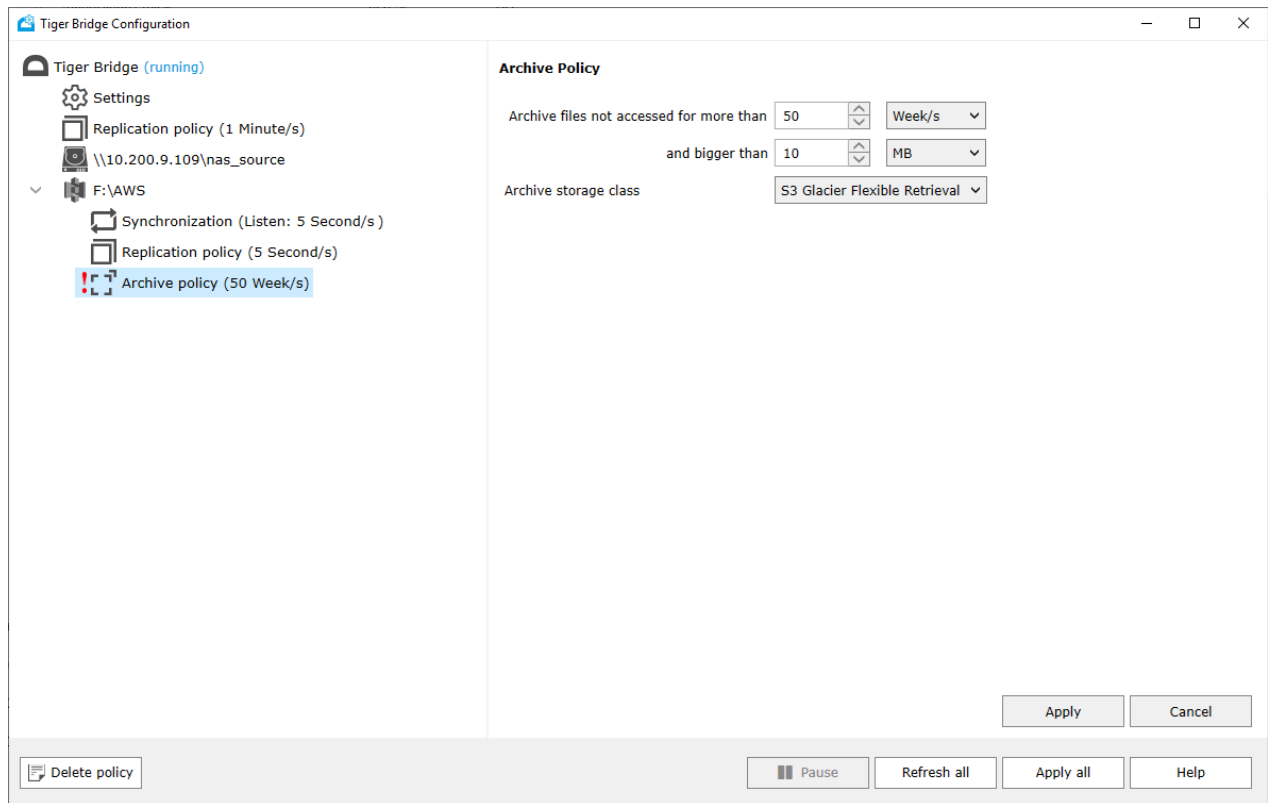 Tiger Bridge Configuration
Tiger Bridge (running)
Settings
Replication policy (1 Minute/s)
\\10.200.9.109\nas_source
F:\AWS
Synchronization (Listen: 5 Second/s )
Replication policy (5 Second/s)
! Archive policy (50 Week/s)
Archive Policy
Archive files not accessed for more than 50 Week/s
and bigger than 10 MB
Archive storage class S3 Glacier Flexible Retrieval
Apply Cancel
Delete policy Pause Refresh all Apply all Help